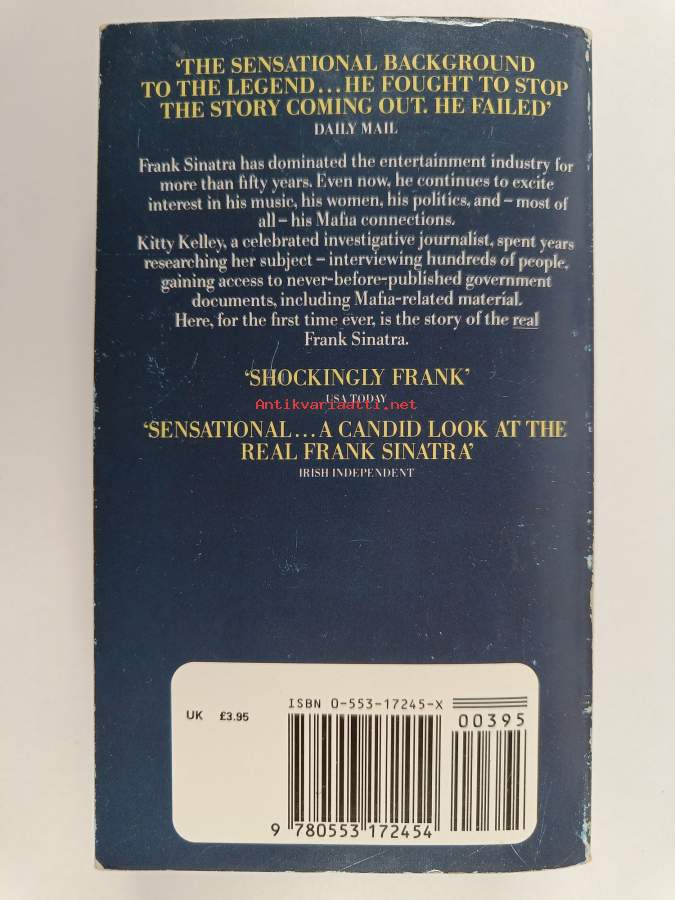 ‘THE SENSATIONAL BACKGROUND
TO THE LEGEND...HE FOUGHT TO STOP
THE STORY COMING OUT. HE FAILED’
DAILY MAIL
Frank Sinatra has dominated the entertainment industry for
more than fifty years. Even now, he continues to excite
interest in his music, his women, his politics, and – most of
all – his Mafia connections.
Kitty Kelley, a celebrated investigative journalist, spent years
researching her subject – interviewing hundreds of people,
gaining access to never-before-published government
documents, including Mafia-related material.
Here, for the first time ever, is the story of the real
Frank Sinatra.
‘SHOCKINGLY FRANK’
USA TODAY
Antikvariaatti.net
‘SENSATIONAL...A CANDID LOOK AT THE
REAL FRANK SINATRA’
IRISH INDEPENDENT
UK £3.95
ISBN 0-553-17245-X
00395
9 780553 172454